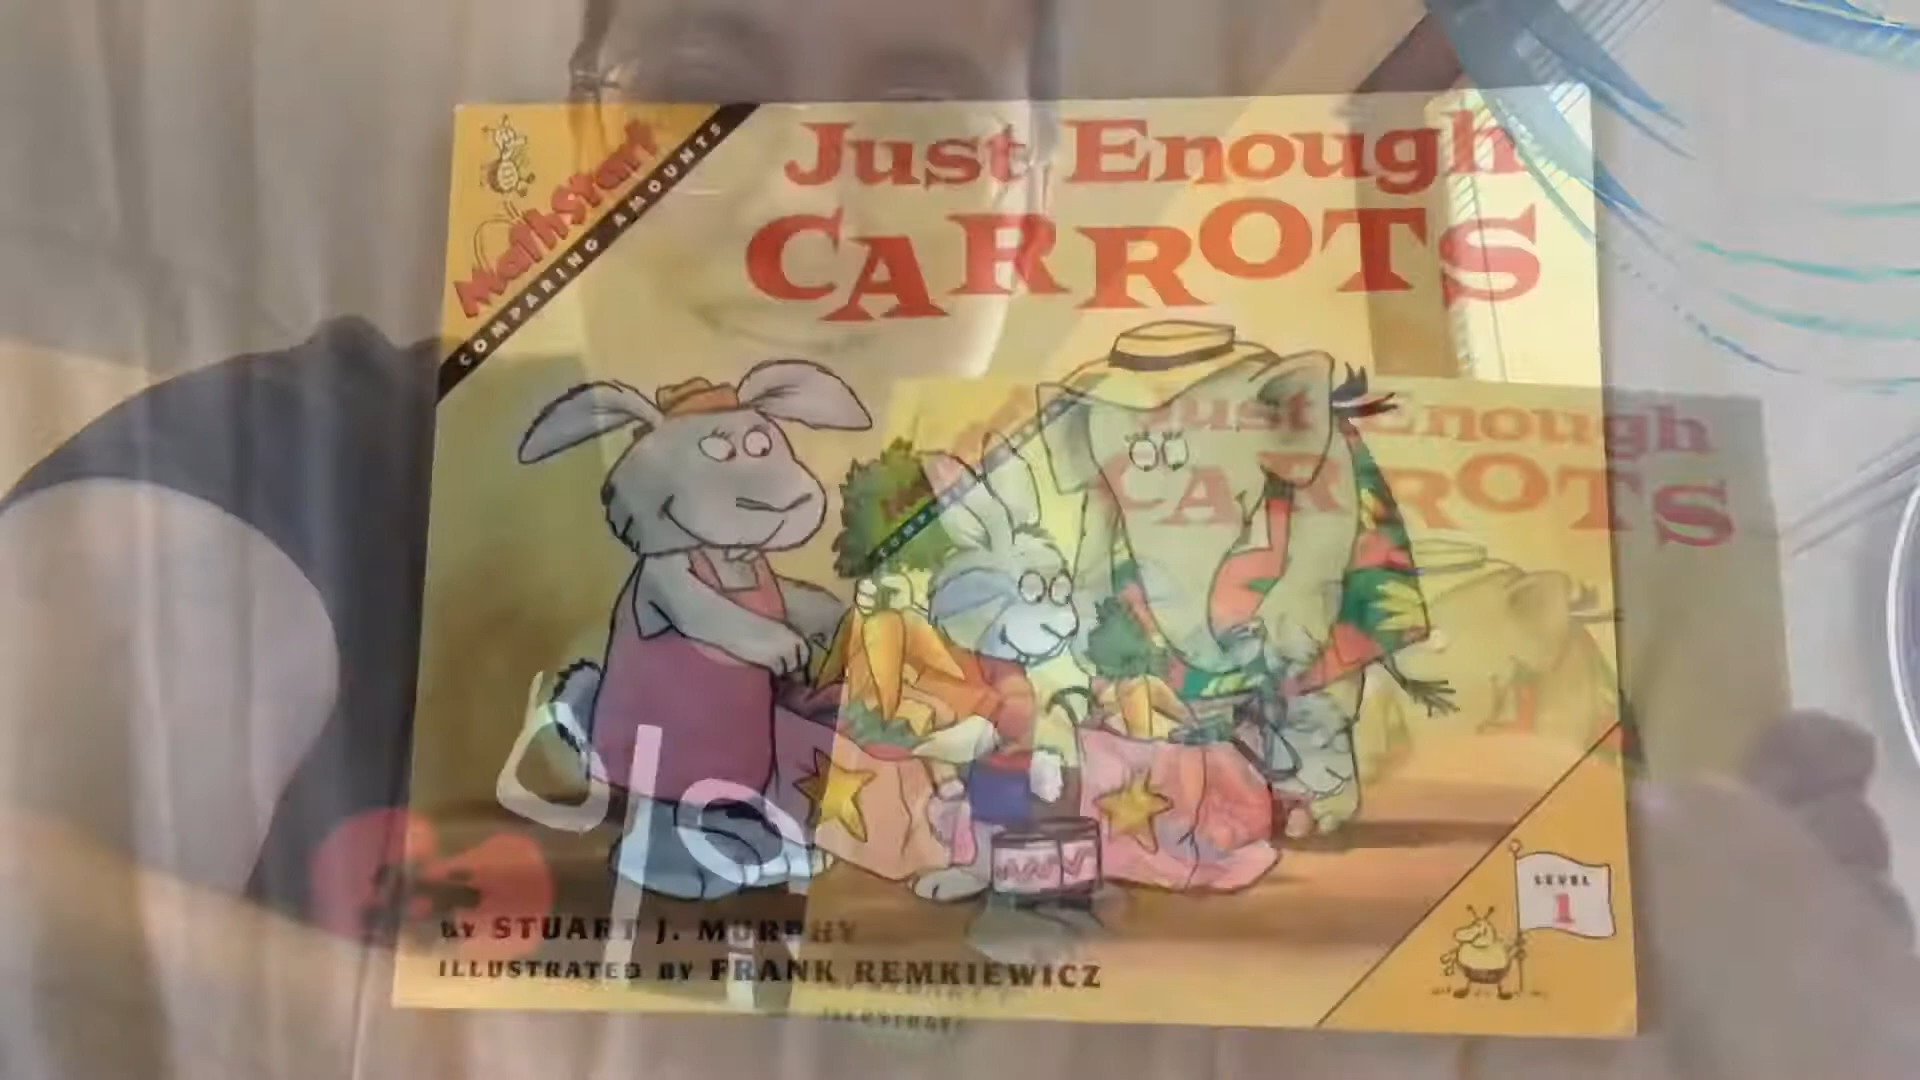 MathStart
COMPARING AMOUNTS
Just Enough
CARROTS
Just Enough
CARROTS
LEVEL
1
BY STUART J. MURPHY
ILLUSTRATED BY FRANK REMKIEWICZ